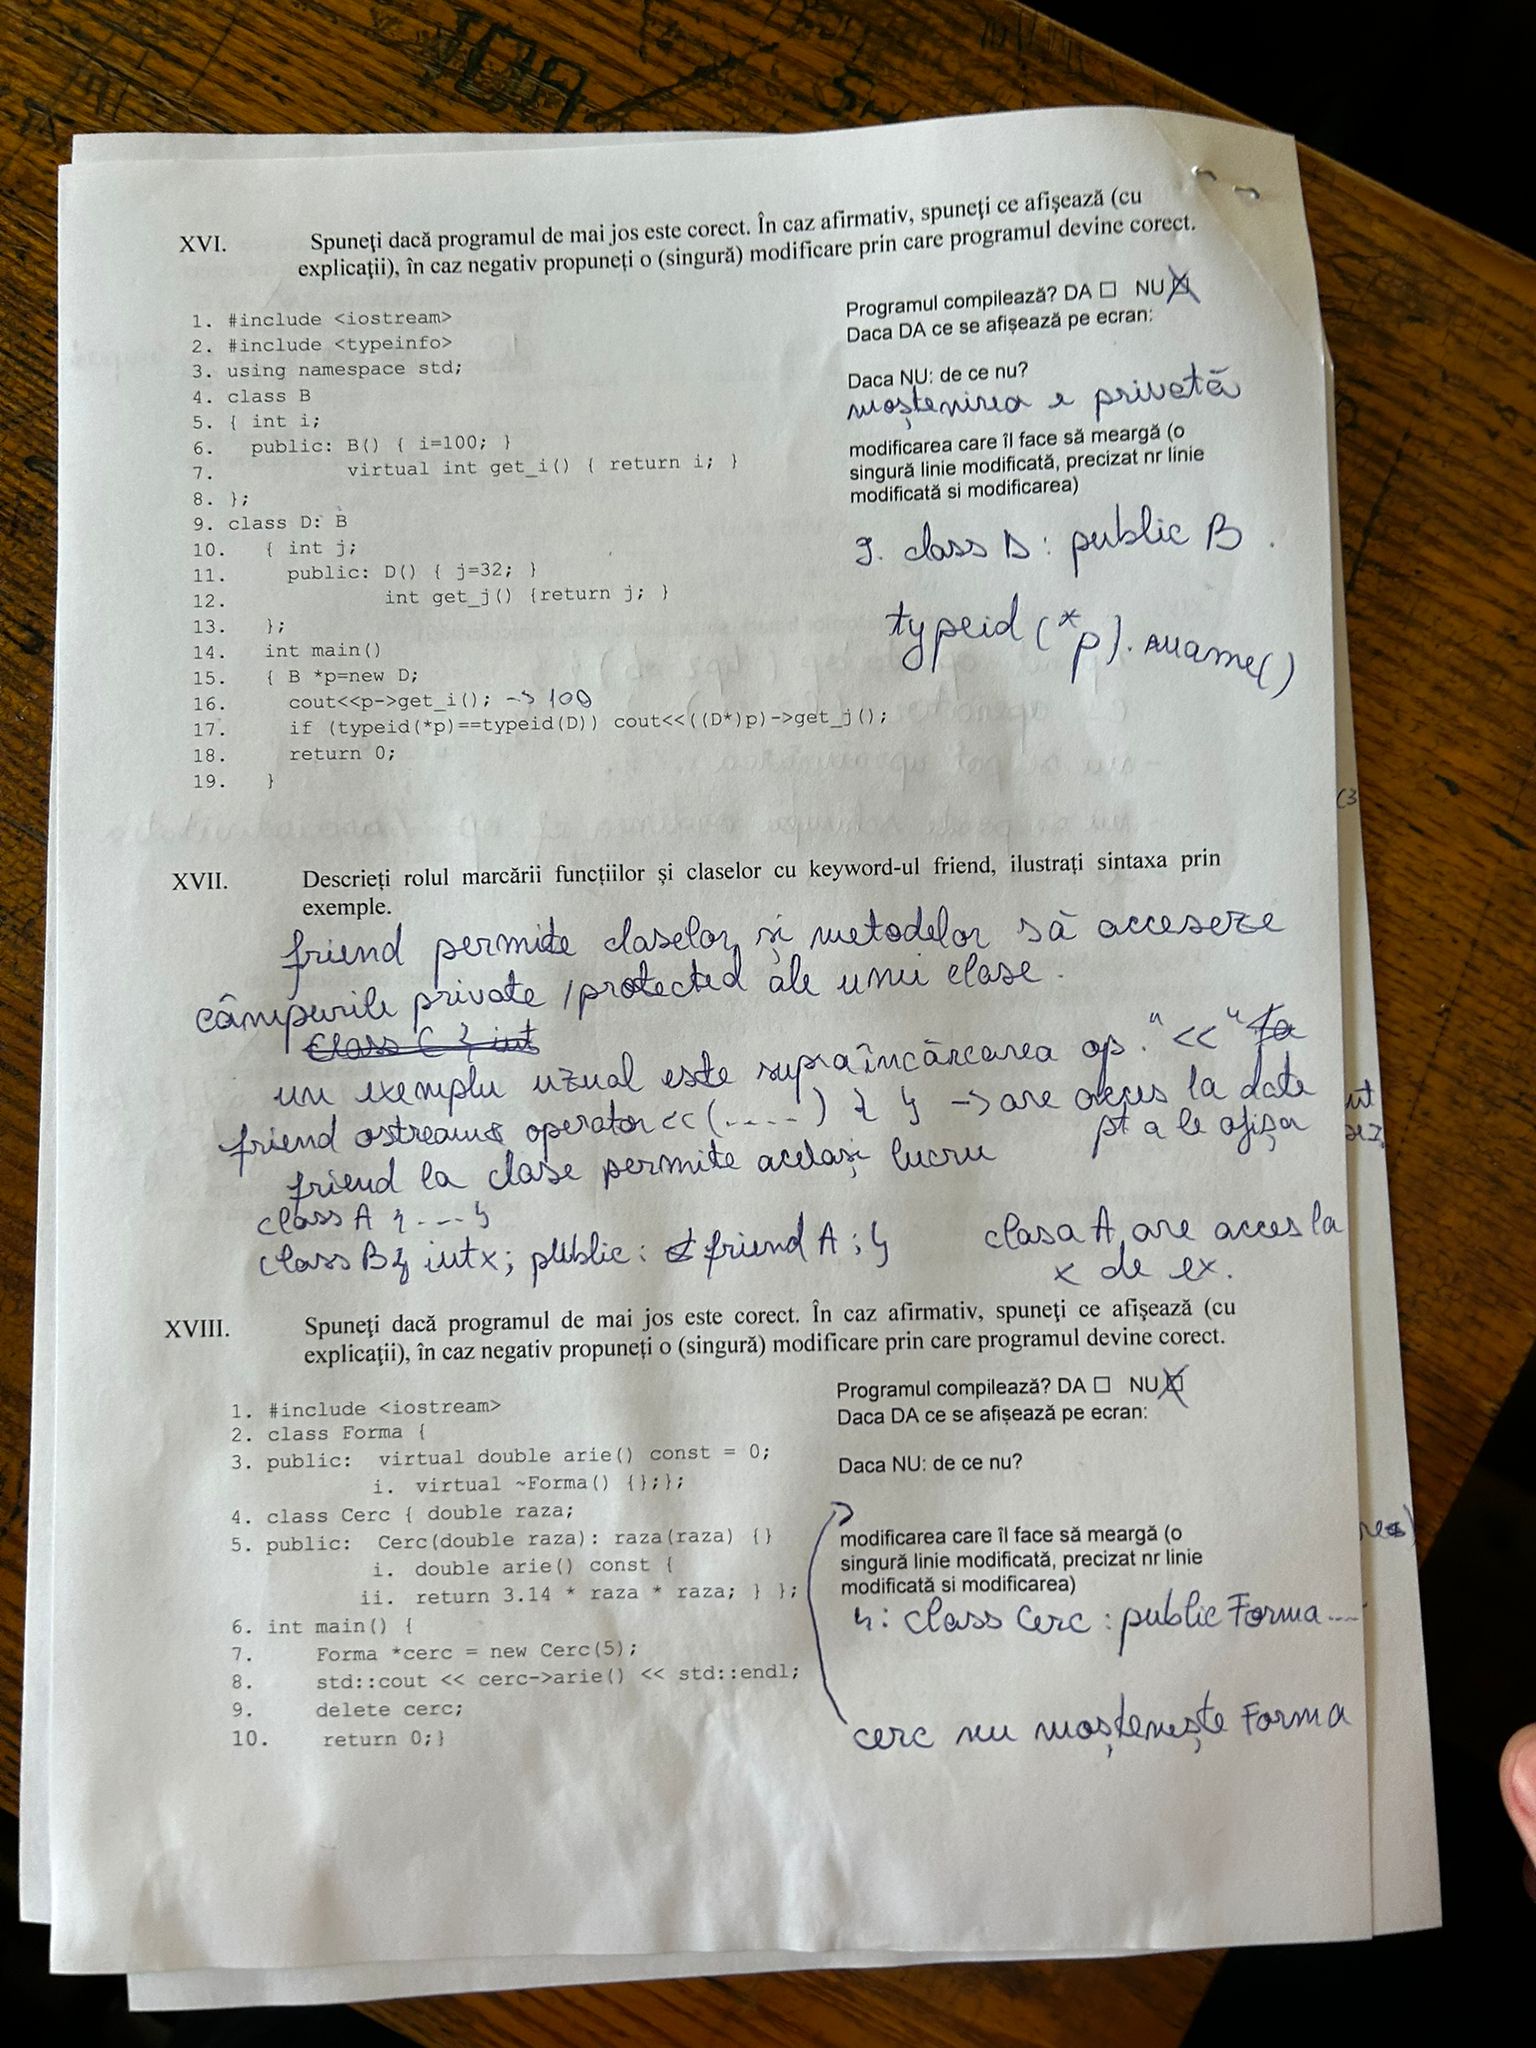 XVI. Spuneţi dacă programul de mai jos este corect. În caz afirmativ, spuneţi ce afişează (cu
explicaţii), în caz negativ propuneţi o (singură) modificare prin care programul devine corect.
1. #include <iostream>
2. #include <typeinfo>
3. using namespace std;
4. class B
5. { int i;
6. public: B() { i=100; }
7. virtual int get_i() { return i; }
8. };
9. class D: B
10. { int j;
11. public: D() { j=32; }
12. int get_j() {return j; }
13. };
14. int main()
15. { B *p=new D;
16. cout<<p->get_i(); -> 100
17. if (typeid(*p)==typeid(D)) cout<<((D*)p)->get_j();
18. return 0;
19. }
Programul compilează? DA ☐ NU ☒
Daca DA ce se afişează pe ecran:
Daca NU: de ce nu?
moștenirea e privată
modificarea care îl face să meargă (o
singură linie modificată, precizat nr linie
modificată si modificarea)
9. class D : public B.
typeid(*p).name()
XVII. Descrieți rolul marcării funcțiilor și claselor cu keyword-ul friend, ilustrați sintaxa prin
exemple.
friend permite claselor și metodelor să acceseze
câmpurile private / protected ale unei clase.
class C { int
un exemplu uzual este supraîncărcarea op. "<<"
friend ostream& operator<<(....) { } -> are acces la date
pt a le afișa
friend la clase permite același lucru
class A {....}
class B{ int x; public: friend A;} clasa A are acces la
x de ex.
XVIII. Spuneţi dacă programul de mai jos este corect. În caz afirmativ, spuneţi ce afişează (cu
explicaţii), în caz negativ propuneţi o (singură) modificare prin care programul devine corect.
1. #include <iostream>
2. class Forma {
3. public: virtual double arie() const = 0;
i. virtual ~Forma() {};};
4. class Cerc { double raza;
5. public: Cerc(double raza): raza(raza) {}
i. double arie() const {
ii. return 3.14 * raza * raza; } };
6. int main() {
7. Forma *cerc = new Cerc(5);
8. std::cout << cerc->arie() << std::endl;
9. delete cerc;
10. return 0;}
Programul compilează? DA ☐ NU ☒
Daca DA ce se afişează pe ecran:
Daca NU: de ce nu?
modificarea care îl face să meargă (o
singură linie modificată, precizat nr linie
modificată si modificarea)
4: class Cerc : public Forma....
cerc nu moștenește Forma